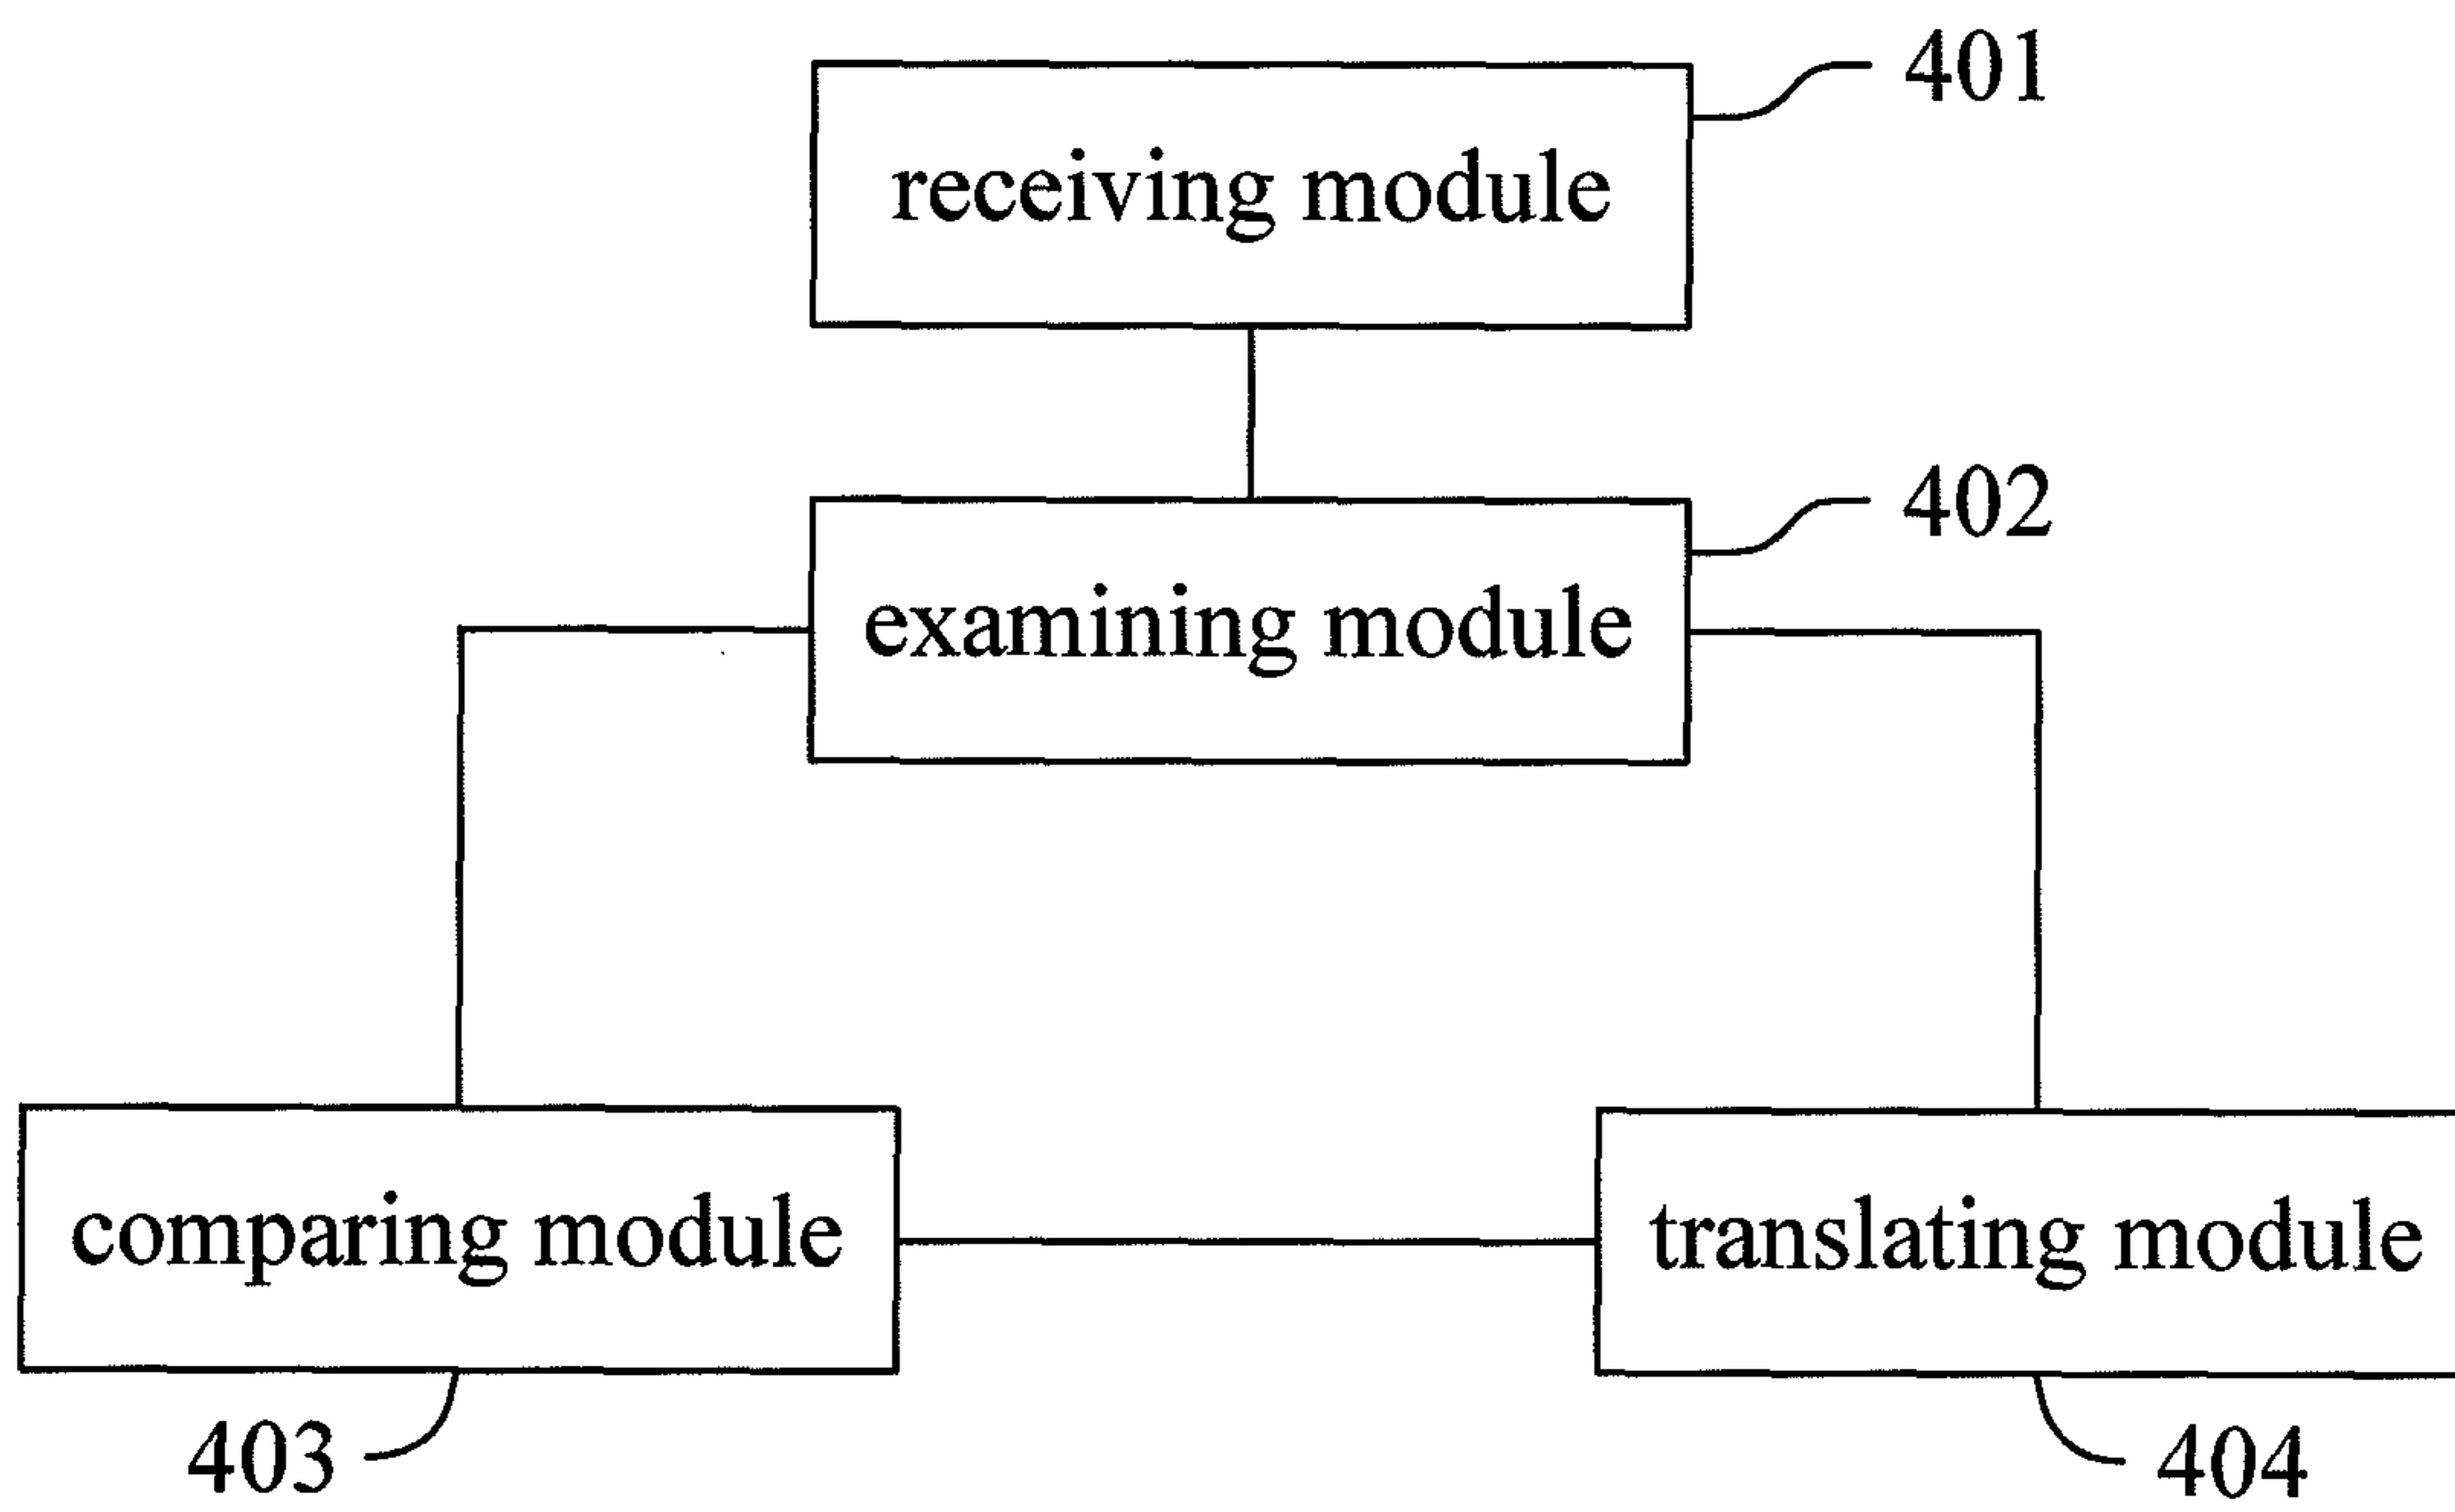 401
receiving module
402
examining module
comparing module
translating module
403
404